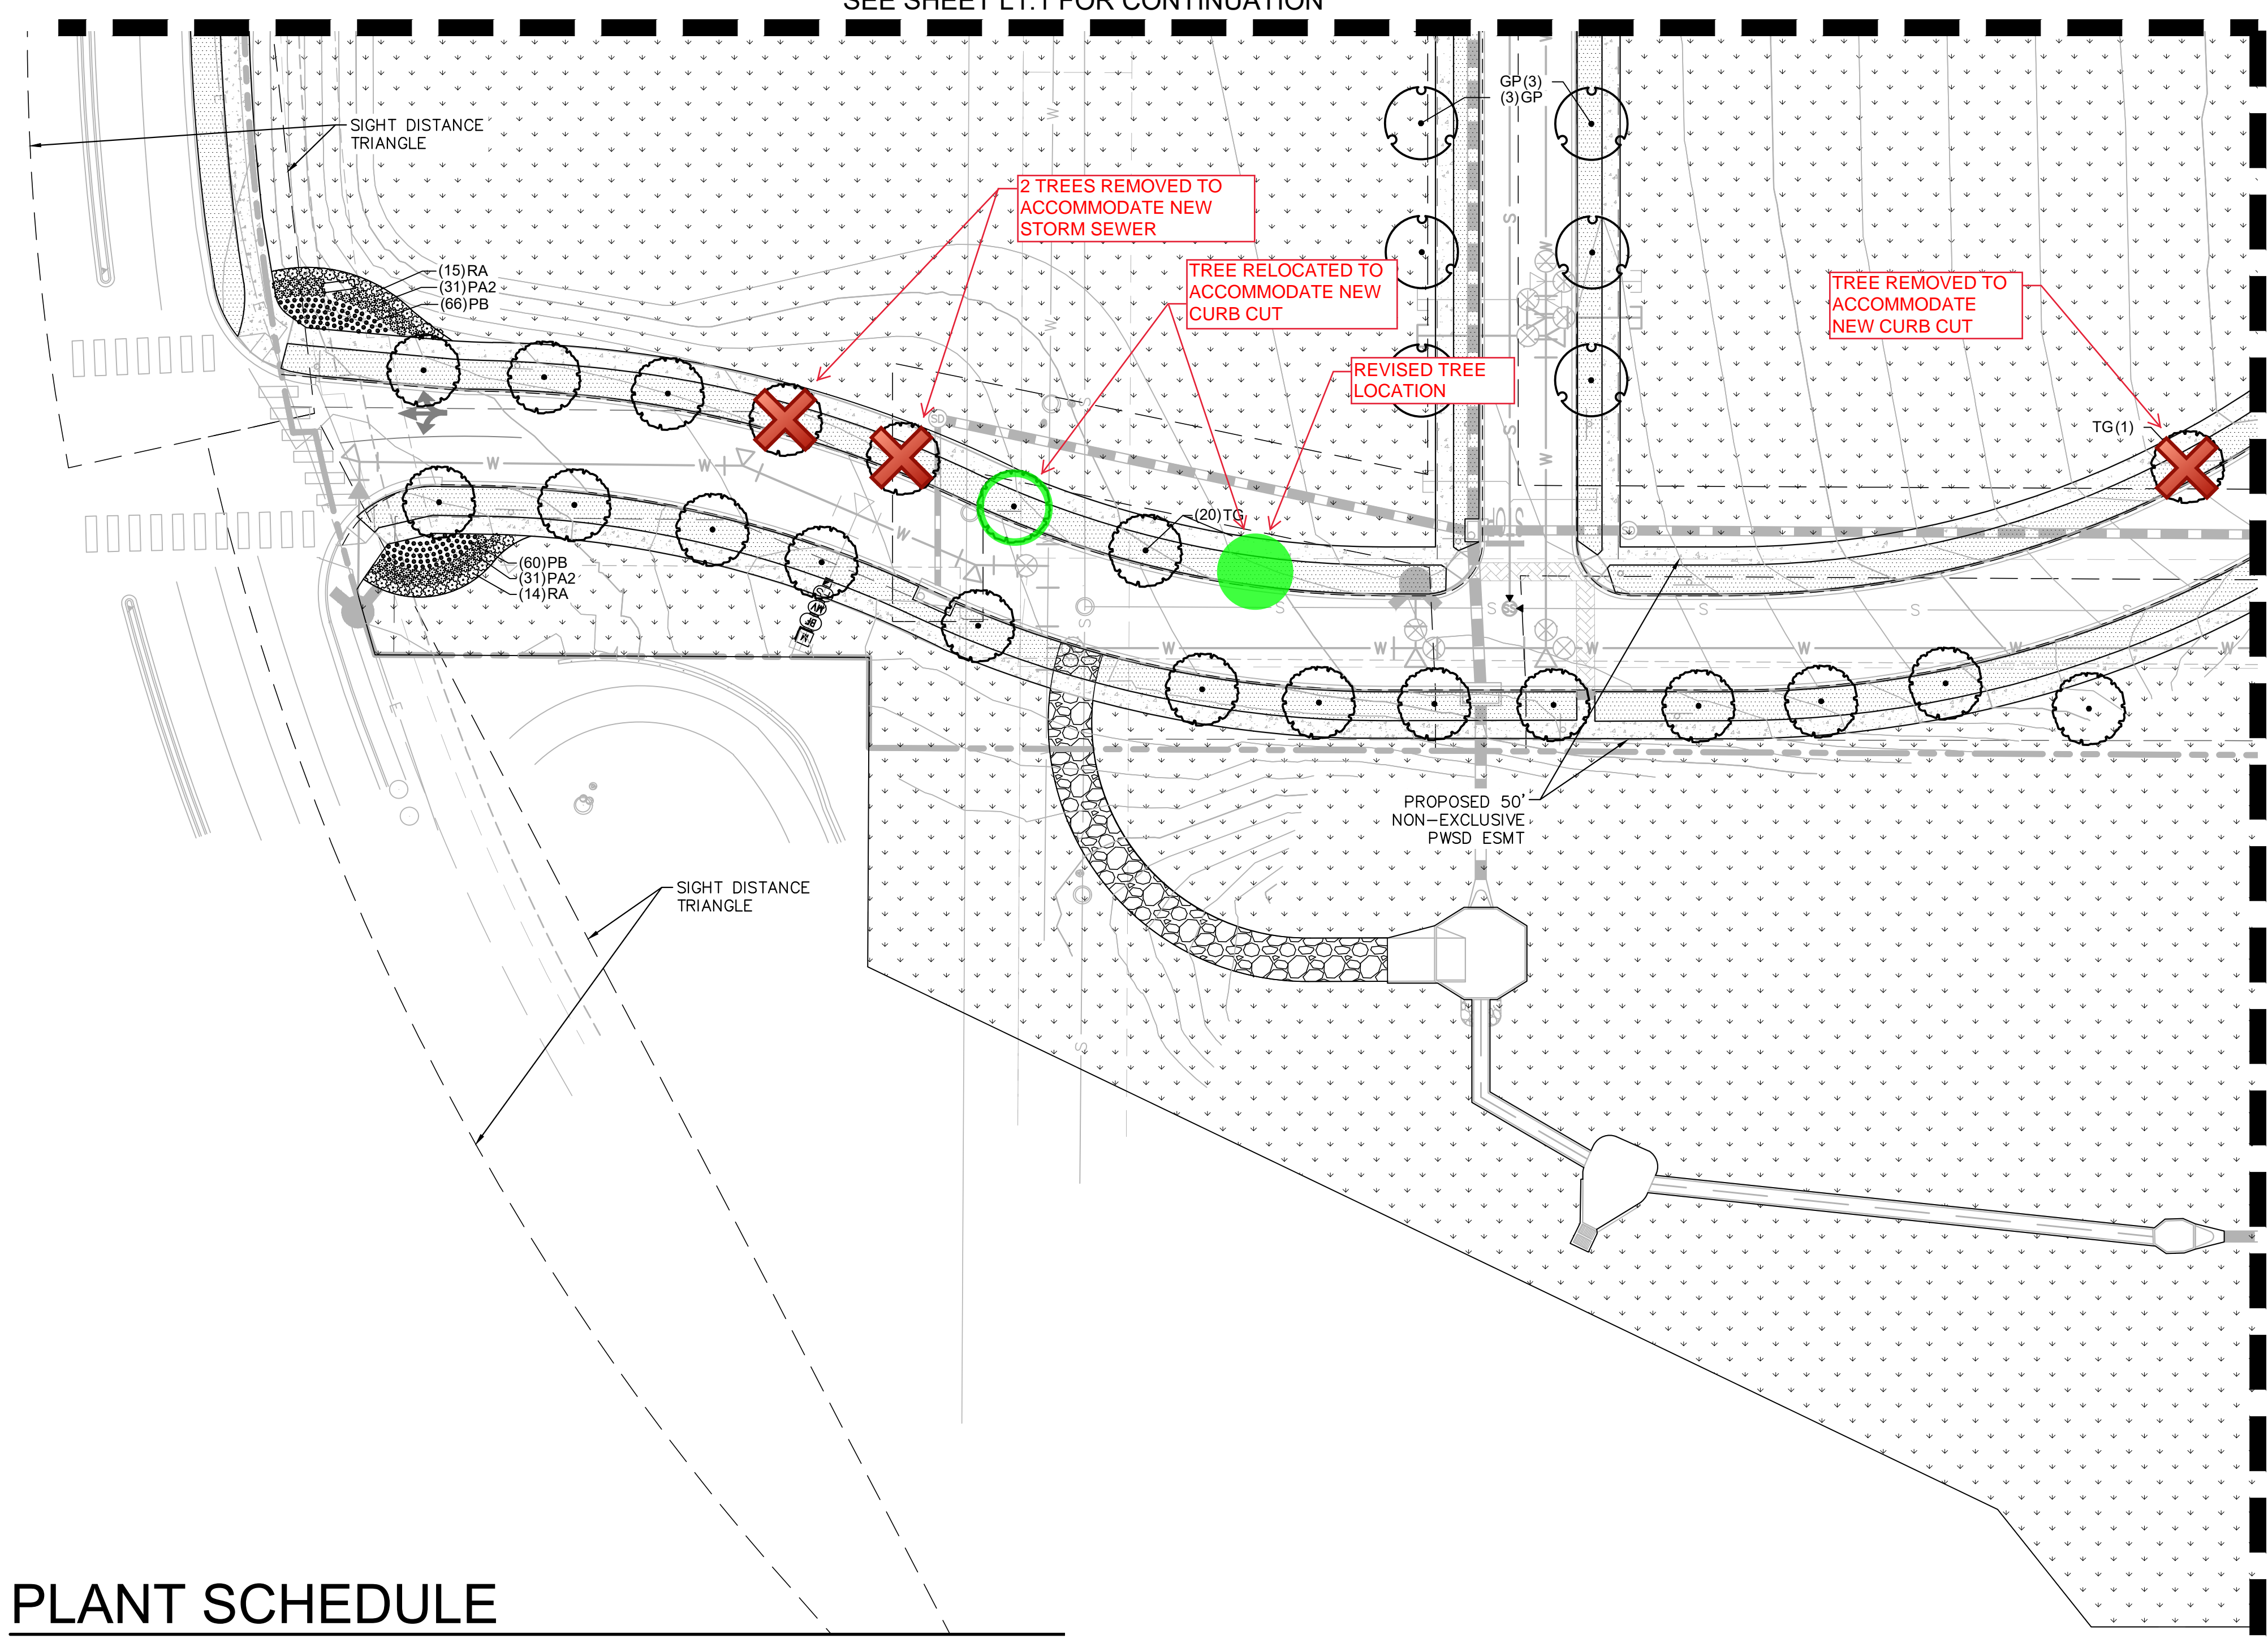 SEE SHEET L1.1 FOR CONTINUATION
GP(3)
(3)GP
SIGHT DISTANCE
TRIANGLE
2 TREES REMOVED TO
ACCOMMODATE NEW
STORM SEWER
(15)RA
(31)PA2
(66)PB
TREE RELOCATED TO
ACCOMMODATE NEW
CURB CUT
TREE REMOVED TO
ACCOMMODATE
NEW CURB CUT
REVISED TREE
LOCATION
TG(1)
SD
(20)TG
(60)PB
(31)PA2
(14)RA
PROPOSED 50'
NON-EXCLUSIVE
PWSD ESMT
SIGHT DISTANCE
TRIANGLE
PLANT SCHEDULE